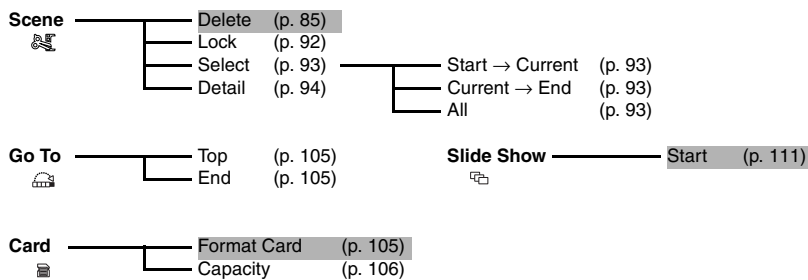 Scene Delete (p. 85)
Lock (p. 92)
Select (p. 93) Start → Current (p. 93)
Detail (p. 94) Current → End (p. 93)
All (p. 93)
Go To Top (p. 105) Slide Show Start (p. 111)
End (p. 105)
Card Format Card (p. 105)
Capacity (p. 106)